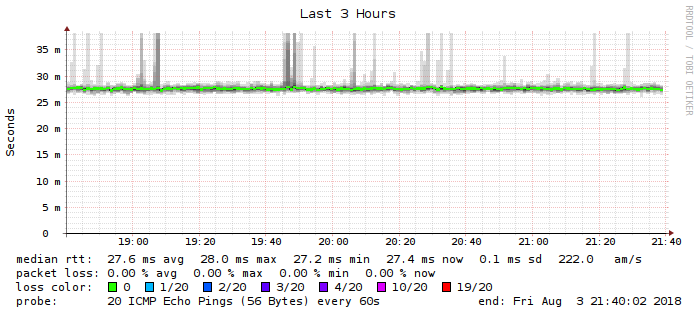 Last 3 Hours
RRDTOOL / TOBI OETIKER
Seconds
35 m
30 m
25 m
20 m
15 m
10 m
5 m
0
19:00 19:20 19:40 20:00 20:20 20:40 21:00 21:20 21:40
median rtt: 27.6 ms avg 28.0 ms max 27.2 ms min 27.4 ms now 0.1 ms sd 222.0 am/s
packet loss: 0.00 % avg 0.00 % max 0.00 % min 0.00 % now
loss color: 0 1/20 2/20 3/20 4/20 10/20 19/20
probe: 20 ICMP Echo Pings (56 Bytes) every 60s end: Fri Aug 3 21:40:02 2018